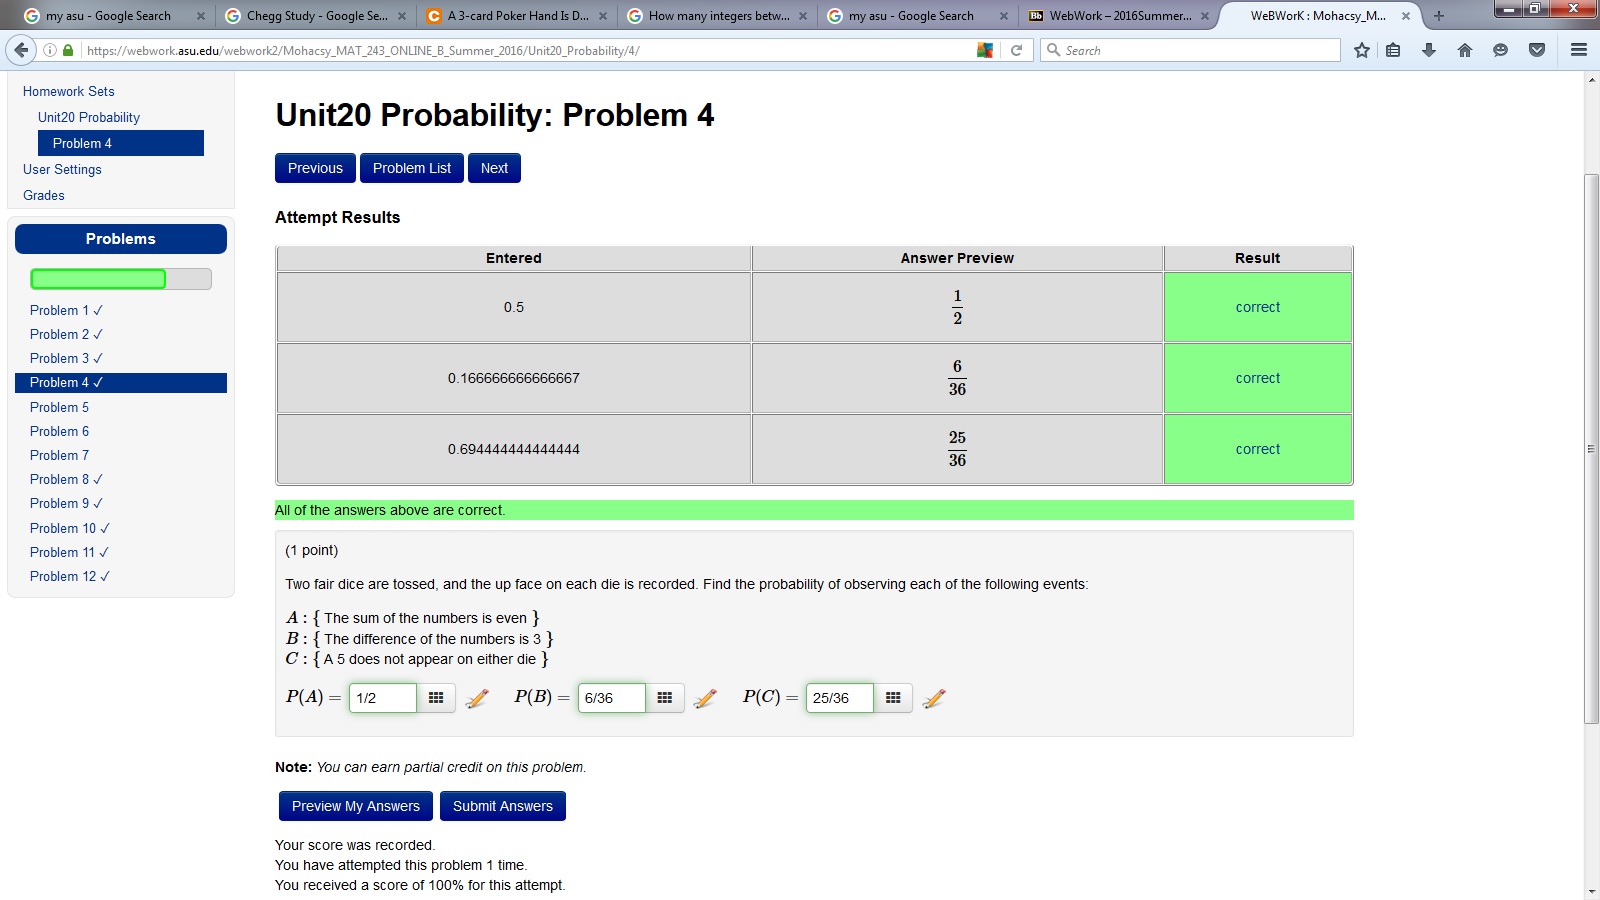 my asu - Google Search
Chegg Study - Google Se...
A 3-card Poker Hand Is D...
How many integers betw...
my asu - Google Search
Bb WebWork – 2016Summer...
WeBWorK : Mohacsy_M...
https://webwork.asu.edu/webwork2/Mohacsy_MAT_243_ONLINE_B_Summer_2016/Unit20_Probability/4/
Search
Homework Sets
Unit20 Probability
Problem 4
User Settings
Grades
Problems
Problem 1 ✓
Problem 2 ✓
Problem 3 ✓
Problem 4 ✓
Problem 5
Problem 6
Problem 7
Problem 8 ✓
Problem 9 ✓
Problem 10 ✓
Problem 11 ✓
Problem 12 ✓
Unit20 Probability: Problem 4
Previous Problem List Next
Attempt Results
Entered Answer Preview Result
0.5 1/2 correct
0.166666666666667 6/36 correct
0.694444444444444 25/36 correct
All of the answers above are correct.
(1 point)
Two fair dice are tossed, and the up face on each die is recorded. Find the probability of observing each of the following events:
A : { The sum of the numbers is even }
B : { The difference of the numbers is 3 }
C : { A 5 does not appear on either die }
P(A) = 1/2 P(B) = 6/36 P(C) = 25/36
Note: You can earn partial credit on this problem.
Preview My Answers Submit Answers
Your score was recorded.
You have attempted this problem 1 time.
You received a score of 100% for this attempt.